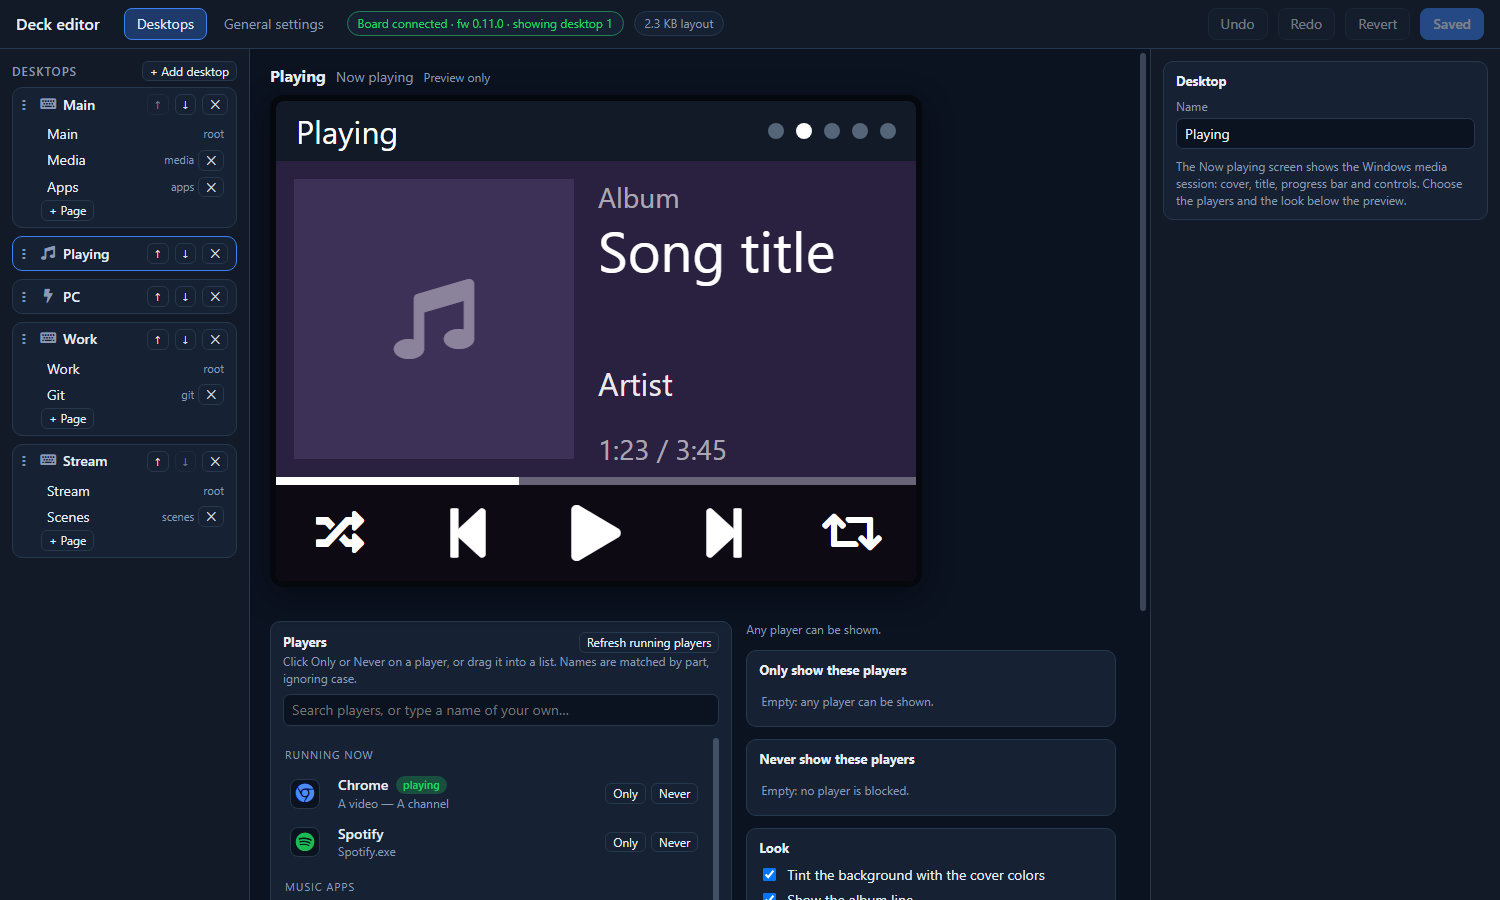 Deck editor
Desktops
General settings
Board connected · fw 0.11.0 · showing desktop 1
2.3 KB layout
Undo
Redo
Revert
Saved
DESKTOPS
+ Add desktop
Main
↑
↓
Main
root
Media
media
Apps
apps
+ Page
Playing
↑
↓
PC
↑
↓
Work
↑
↓
Work
root
Git
git
+ Page
Stream
↑
↓
Stream
root
Scenes
scenes
+ Page
Playing
Now playing
Preview only
Playing
Album
Song title
Artist
1:23 / 3:45
Players
Refresh running players
Click Only or Never on a player, or drag it into a list. Names are matched by part,
ignoring case.
Search players, or type a name of your own...
RUNNING NOW
Chrome
playing
A video — A channel
Only
Never
Spotify
Spotify.exe
Only
Never
MUSIC APPS
Any player can be shown.
Only show these players
Empty: any player can be shown.
Never show these players
Empty: no player is blocked.
Look
Tint the background with the cover colors
Show the album line
Desktop
Name
Playing
The Now playing screen shows the Windows media
session: cover, title, progress bar and controls. Choose
the players and the look below the preview.